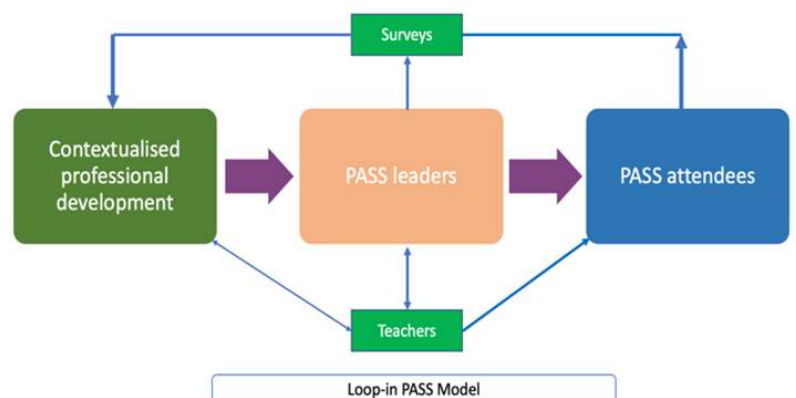 Surveys
Contextualised
professional
development
PASS leaders
PASS attendees
Teachers
Loop-in PASS Model